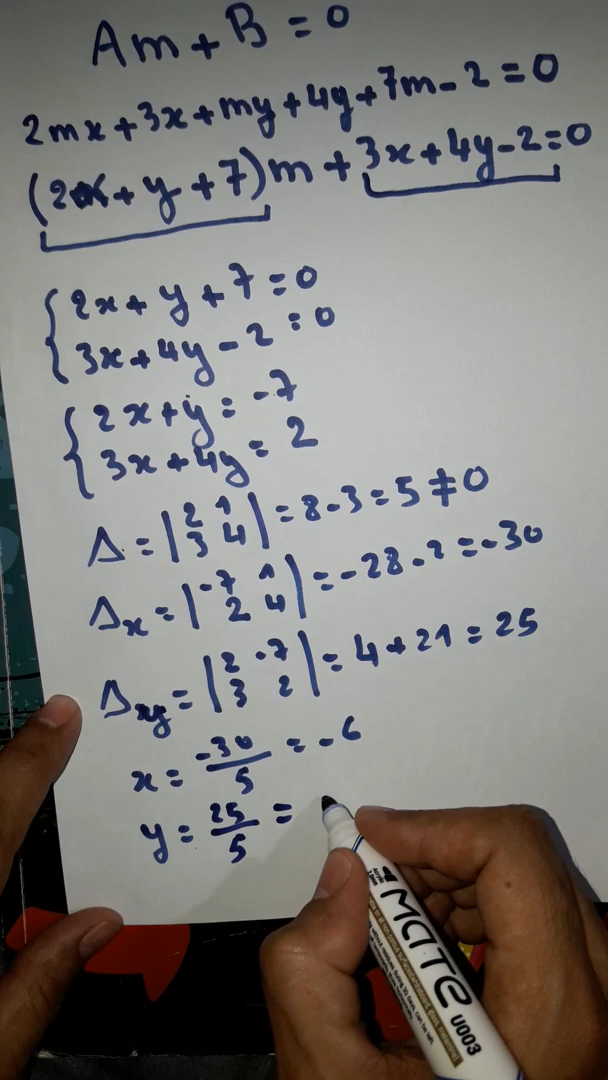 Am + B = 0
2mx + 3x + my + 4y + 7m - 2 = 0
(2x + y + 7)m + 3x + 4y - 2 = 0
{ 2x + y + 7 = 0
3x + 4y - 2 = 0
{ 2x + y = -7
3x + 4y = 2
Δ = |2 1
3 4| = 8 - 3 = 5 ≠ 0
Δx = |-7 1
2 4| = -28 - 2 = -30
Δy = |2 -7
3 2| = 4 + 21 = 25
x = -30/5 = -6
y = 25/5 =
MATE
U003